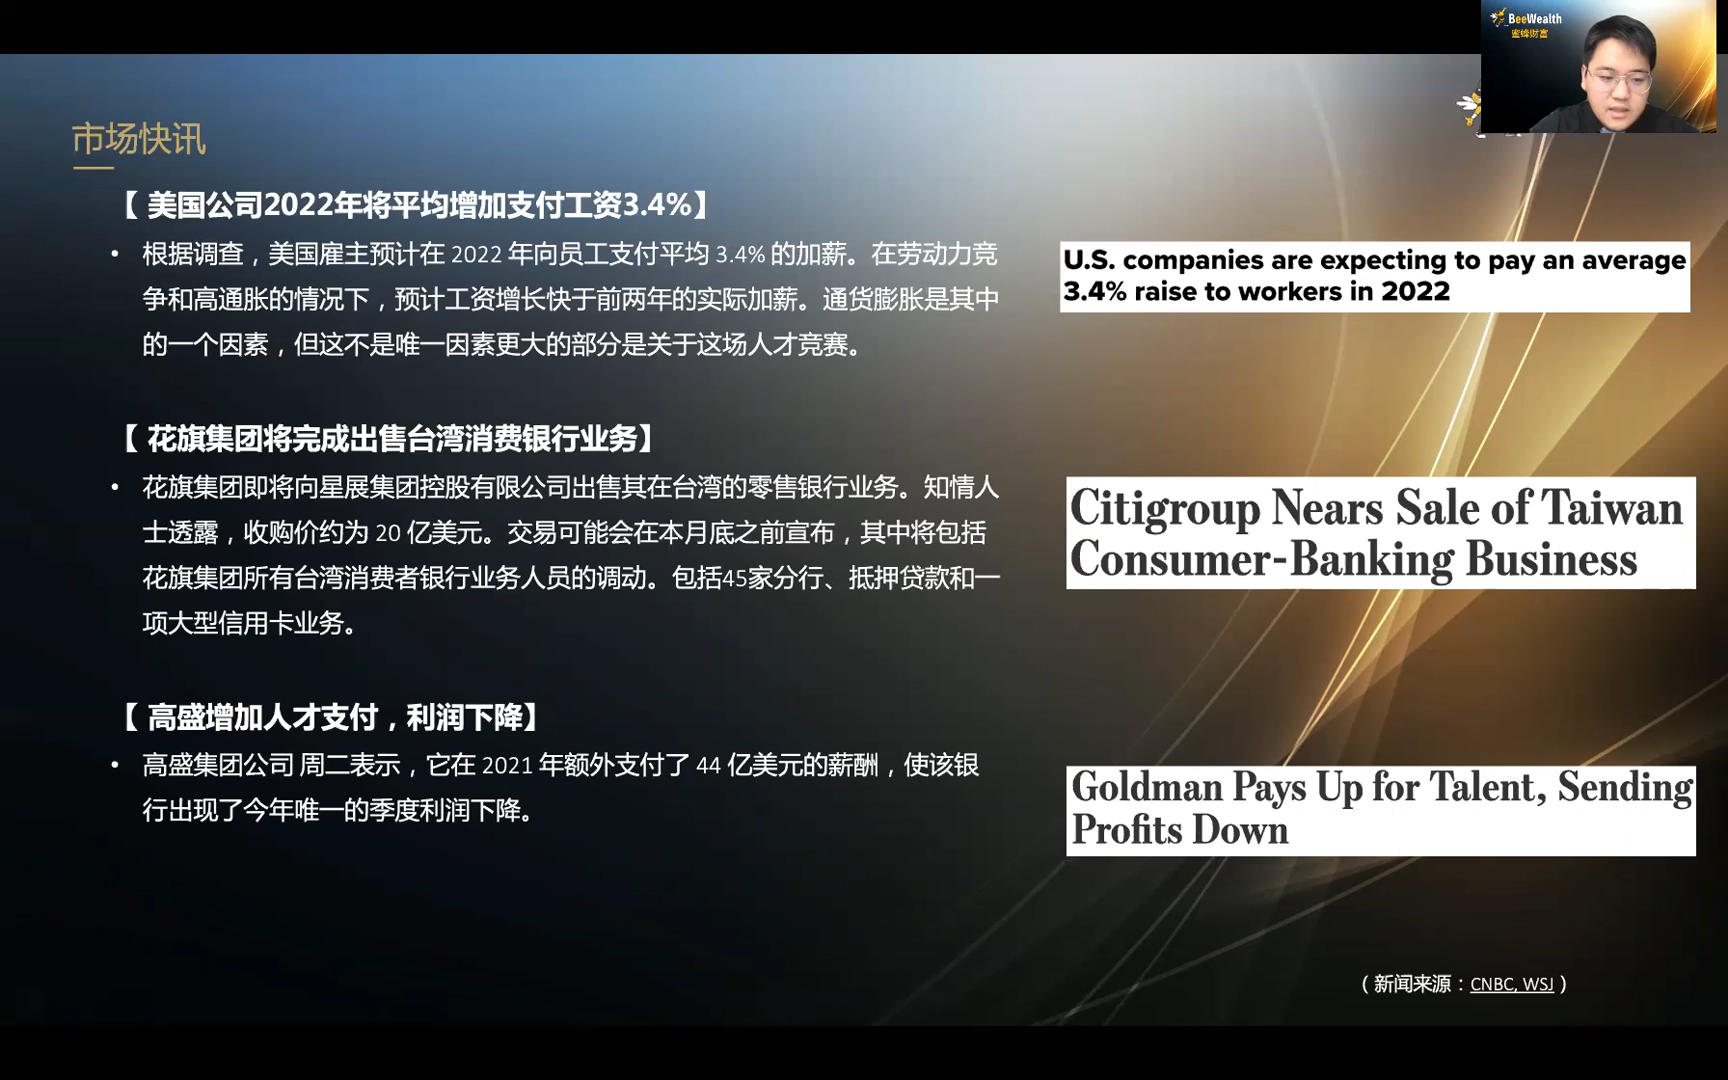 BeeWealth
蜜蜂财富
市场快讯
【 美国公司2022年将平均增加支付工资3.4%】
• 根据调查，美国雇主预计在 2022 年向员工支付平均 3.4% 的加薪。在劳动力竞
争和高通胀的情况下，预计工资增长快于前两年的实际加薪。通货膨胀是其中
的一个因素，但这不是唯一因素更大的部分是关于这场人才竞赛。
U.S. companies are expecting to pay an average
3.4% raise to workers in 2022
【 花旗集团将完成出售台湾消费银行业务】
• 花旗集团即将向星展集团控股有限公司出售其在台湾的零售银行业务。知情人
士透露，收购价约为 20 亿美元。交易可能会在本月底之前宣布，其中将包括
花旗集团所有台湾消费者银行业务人员的调动。包括45家分行、抵押贷款和一
项大型信用卡业务。
Citigroup Nears Sale of Taiwan
Consumer-Banking Business
【 高盛增加人才支付，利润下降】
• 高盛集团公司 周二表示，它在 2021 年额外支付了 44 亿美元的薪酬，使该银
行出现了今年唯一的季度利润下降。
Goldman Pays Up for Talent, Sending
Profits Down
（ 新闻来源：CNBC, WSJ ）